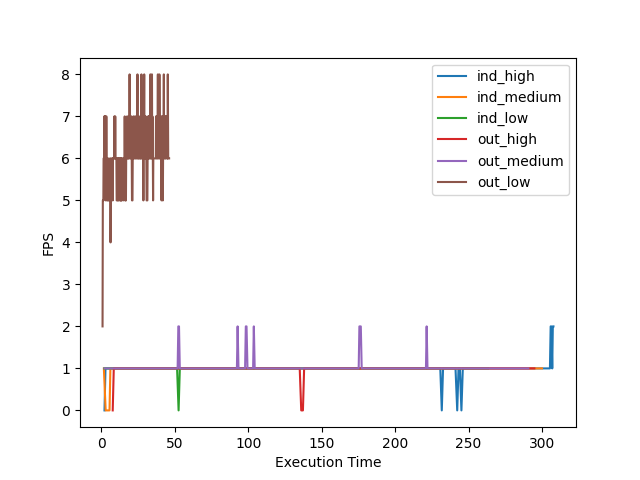 8
7
6
5
4
3
2
1
0
FPS
0
50
100
150
200
250
300
Execution Time
ind_high
ind_medium
ind_low
out_high
out_medium
out_low